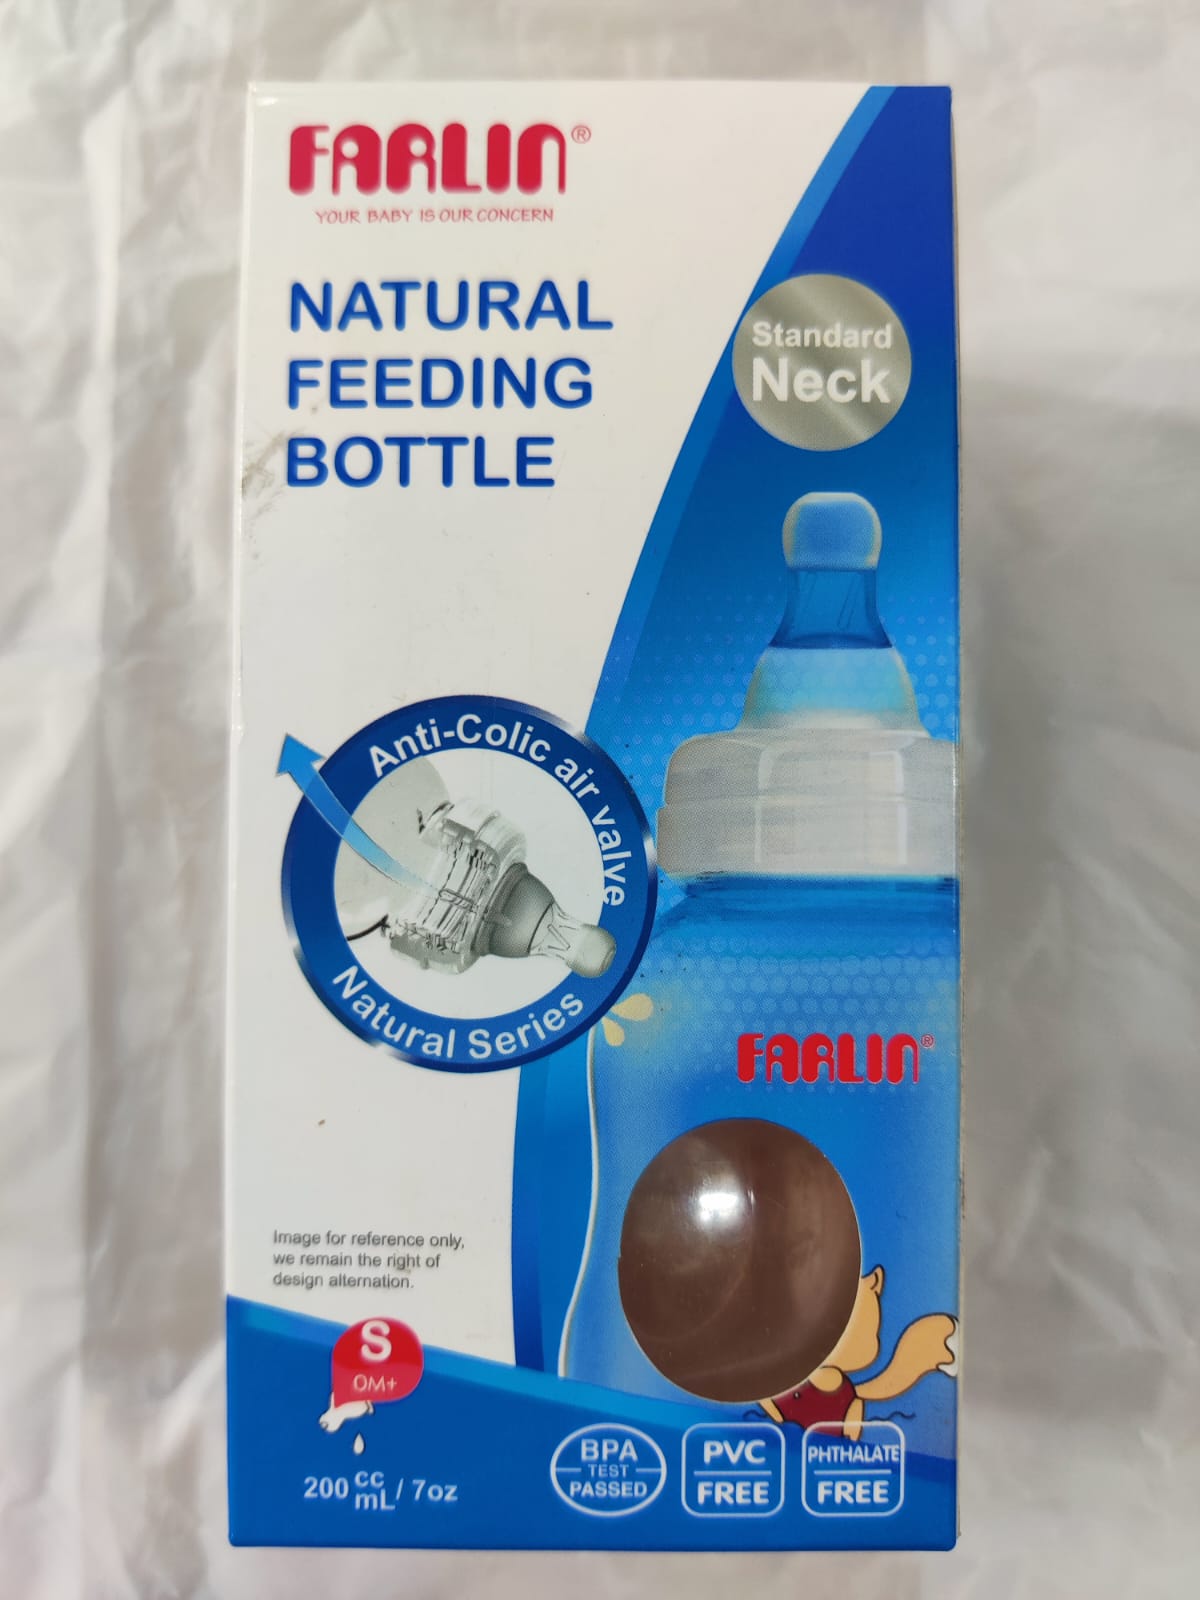 FARLIN®
YOUR BABY IS OUR CONCERN
NATURAL
FEEDING
BOTTLE
Standard
Neck
Anti-Colic air valve
Natural Series
FARLIN®
Image for reference only,
we remain the right of
design alternation.
S
0M+
200 cc mL / 7oz
BPA
TEST
PASSED
PVC
FREE
PHTHALATE
FREE